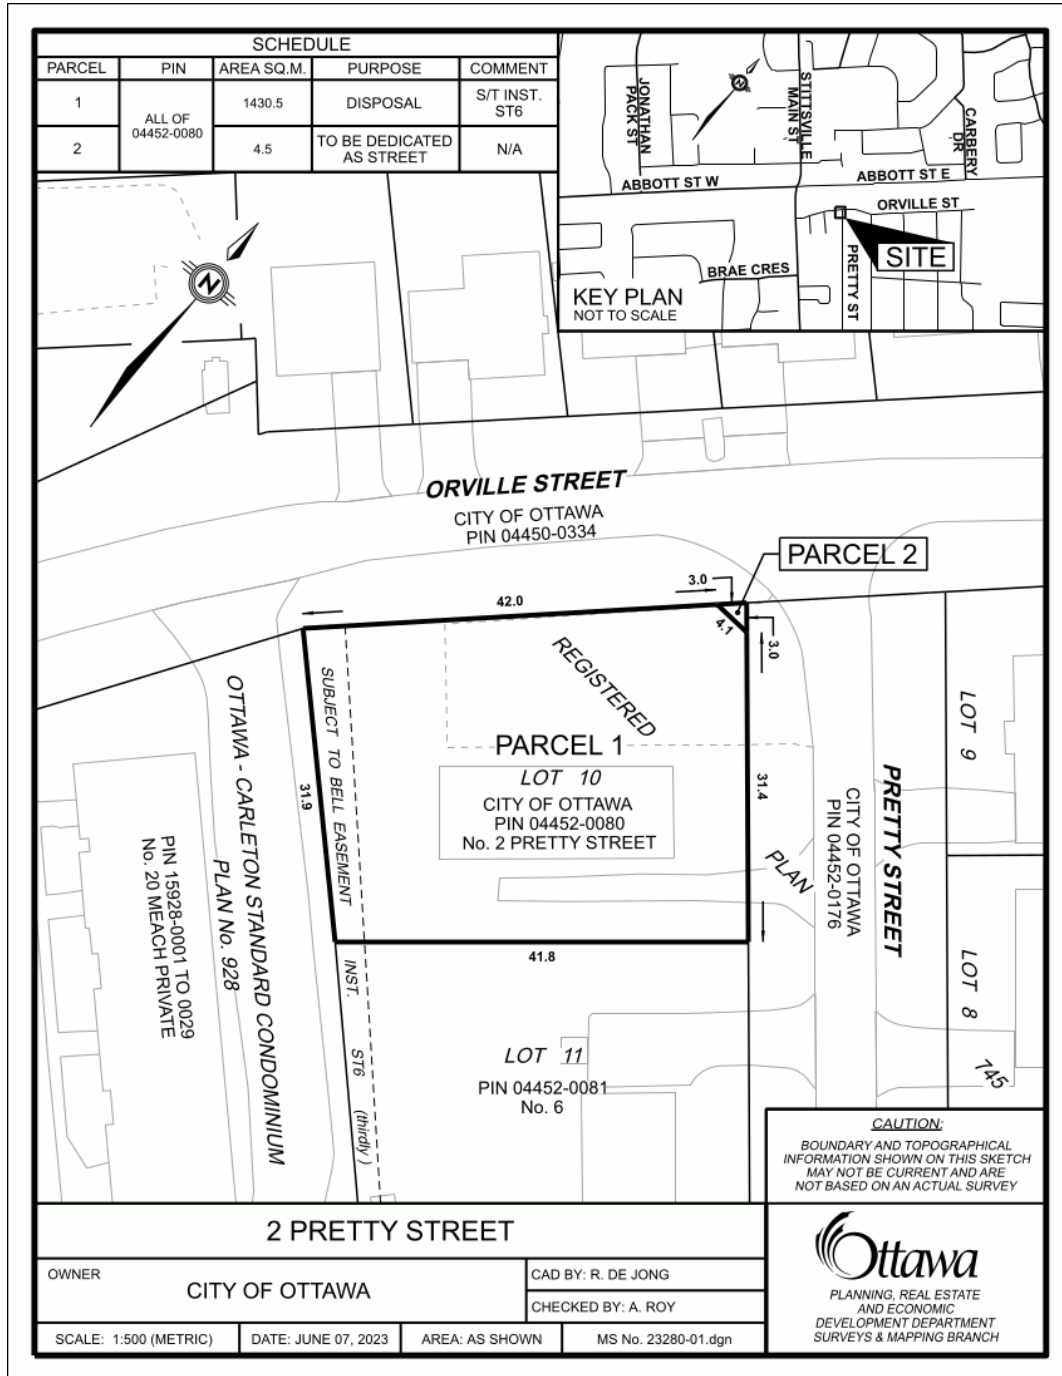 SCHEDULE
PARCEL PIN AREA SQ.M. PURPOSE COMMENT
1 ALL OF 04452-0080 1430.5 DISPOSAL S/T INST. ST6
2 4.5 TO BE DEDICATED AS STREET N/A
JONATHAN PACK ST
STITTSVILLE MAIN ST
CARBERY DR
N
ABBOTT ST W
ABBOTT ST E
ORVILLE ST
SITE
BRAE CRES
PRETTY ST
KEY PLAN
NOT TO SCALE
N
ORVILLE STREET
CITY OF OTTAWA
PIN 04450-0334
PARCEL 2
3.0
42.0
4.1
3.0
REGISTERED
SUBJECT TO BELL EASEMENT
OTTAWA - CARLETON STANDARD CONDOMINIUM
PLAN No. 928
LOT 9
PARCEL 1
LOT 10
CITY OF OTTAWA
PIN 04452-0080
No. 2 PRETTY STREET
31.9
31.4
PIN 15928-0001 TO 0029
No. 20 MEACH PRIVATE
PLAN
CITY OF OTTAWA
PIN 04452-0176
PRETTY STREET
41.8
INST.
ST6
(thirdly)
LOT 8
LOT 11
PIN 04452-0081
No. 6
745
CAUTION:
BOUNDARY AND TOPOGRAPHICAL
INFORMATION SHOWN ON THIS SKETCH
MAY NOT BE CURRENT AND ARE
NOT BASED ON AN ACTUAL SURVEY
2 PRETTY STREET
OWNER
CITY OF OTTAWA
CAD BY: R. DE JONG
CHECKED BY: A. ROY
SCALE: 1:500 (METRIC) DATE: JUNE 07, 2023 AREA: AS SHOWN MS No. 23280-01.dgn
Ottawa
PLANNING, REAL ESTATE
AND ECONOMIC
DEVELOPMENT DEPARTMENT
SURVEYS & MAPPING BRANCH